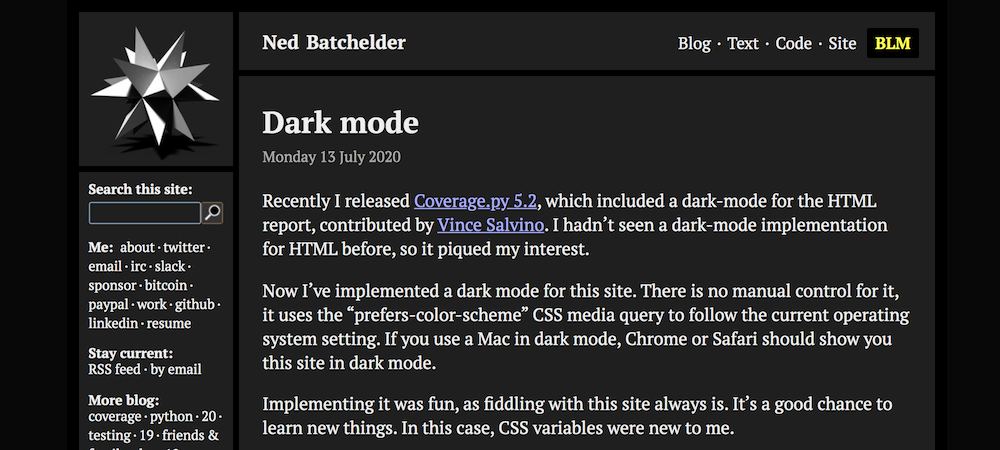 Ned Batchelder
Blog · Text · Code · Site BLM
Search this site:
Me: about · twitter ·
email · irc · slack ·
sponsor · bitcoin ·
paypal · work · github ·
linkedin · resume
Stay current:
RSS feed · by email
More blog:
coverage · python · 20 ·
testing · 19 · friends &
Dark mode
Monday 13 July 2020
Recently I released Coverage.py 5.2, which included a dark-mode for the HTML
report, contributed by Vince Salvino. I hadn’t seen a dark-mode implementation
for HTML before, so it piqued my interest.
Now I’ve implemented a dark mode for this site. There is no manual control for it,
it uses the “prefers-color-scheme” CSS media query to follow the current operating
system setting. If you use a Mac in dark mode, Chrome or Safari should show you
this site in dark mode.
Implementing it was fun, as fiddling with this site always is. It’s a good chance to
learn new things. In this case, CSS variables were new to me.